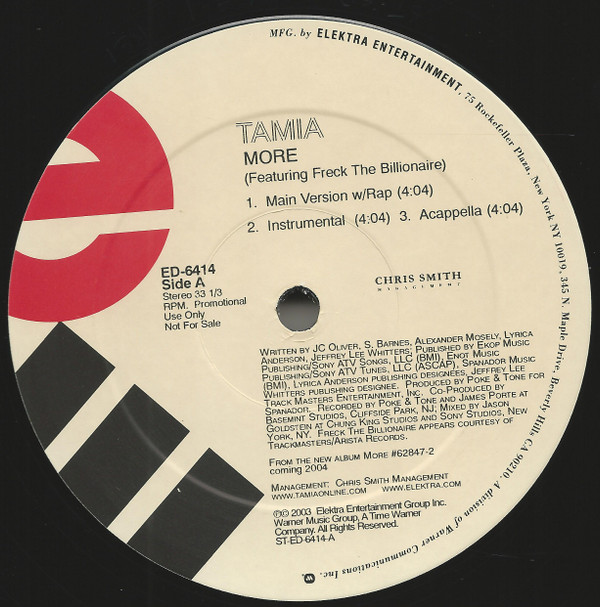 MFG. by ELEKTRA ENTERTAINMENT, 75 Rockefeller Plaza, New York NY 10019, 345 N. Maple Drive, Beverly Hills CA 90210. A division of Warner Communications Inc.
TAMIA
MORE
(Featuring Freck The Billionaire)
1. Main Version w/Rap (4:04)
2. Instrumental (4:04) 3. Acappella (4:04)
ED-6414
Side A
Stereo 33 1/3
RPM. Promotional
Use Only
Not For Sale
CHRIS SMITH
MANAGEMENT
WRITTEN BY JC OLIVER, S. BARNES, ALEXANDER MOSELY, LYRICA
ANDERSON, JEFFREY LEE WHITTERS; PUBLISHED BY EKOP MUSIC
PUBLISHING/SONY ATV SONGS, LLC (BMI), ENOT MUSIC
PUBLISHING/SONY ATV TUNES, LLC (ASCAP), SPANADOR MUSIC
(BMI), LYRICA ANDERSON PUBLISHING DESIGNEES, JEFFREY LEE
WHITTERS PUBLISHING DESIGNEE. PRODUCED BY POKE & TONE FOR
TRACK MASTERS ENTERTAINMENT, INC. CO-PRODUCED BY
SPANADOR. RECORDED BY POKE & TONE AND JAMES PORTE AT
BASEMINT STUDIOS, CLIFFSIDE PARK, NJ; MIXED BY JASON
GOLDSTEIN AT CHUNG KING STUDIOS AND SONY STUDIOS, NEW
YORK, NY. FRECK THE BILLIONAIRE APPEARS COURTESY OF
TRACKMASTERS/ARISTA RECORDS.
FROM THE NEW ALBUM MORE #62847-2
coming 2004
MANAGEMENT: CHRIS SMITH MANAGEMENT
WWW.TAMIAONLINE.COM WWW.ELEKTRA.COM
℗© 2003 Elektra Entertainment Group Inc.
Warner Music Group, A Time Warner
Company. All Rights Reserved.
ST-ED-6414-A